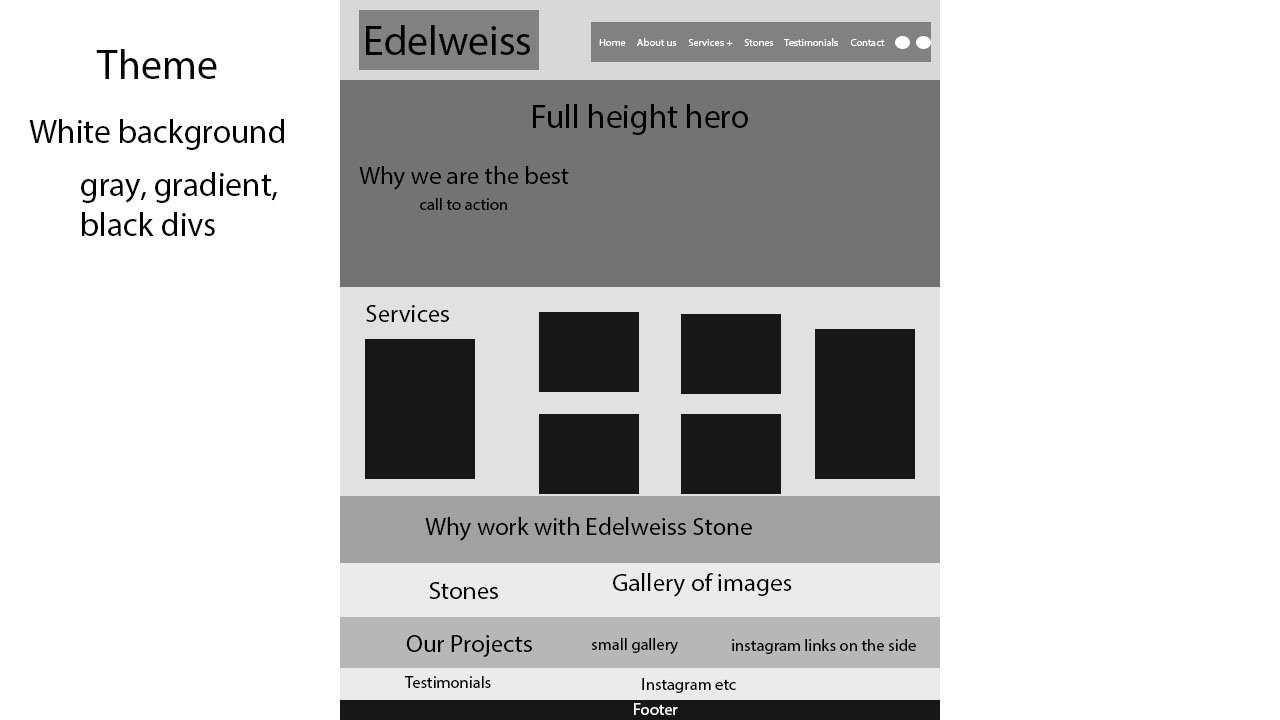 Theme
White background
gray, gradient,
black divs
Edelweiss
Home About us Services + Stones Testimonials Contact
Full height hero
Why we are the best
call to action
Services
Why work with Edelweiss Stone
Stones
Gallery of images
Our Projects
small gallery
instagram links on the side
Testimonials
Instagram etc
Footer